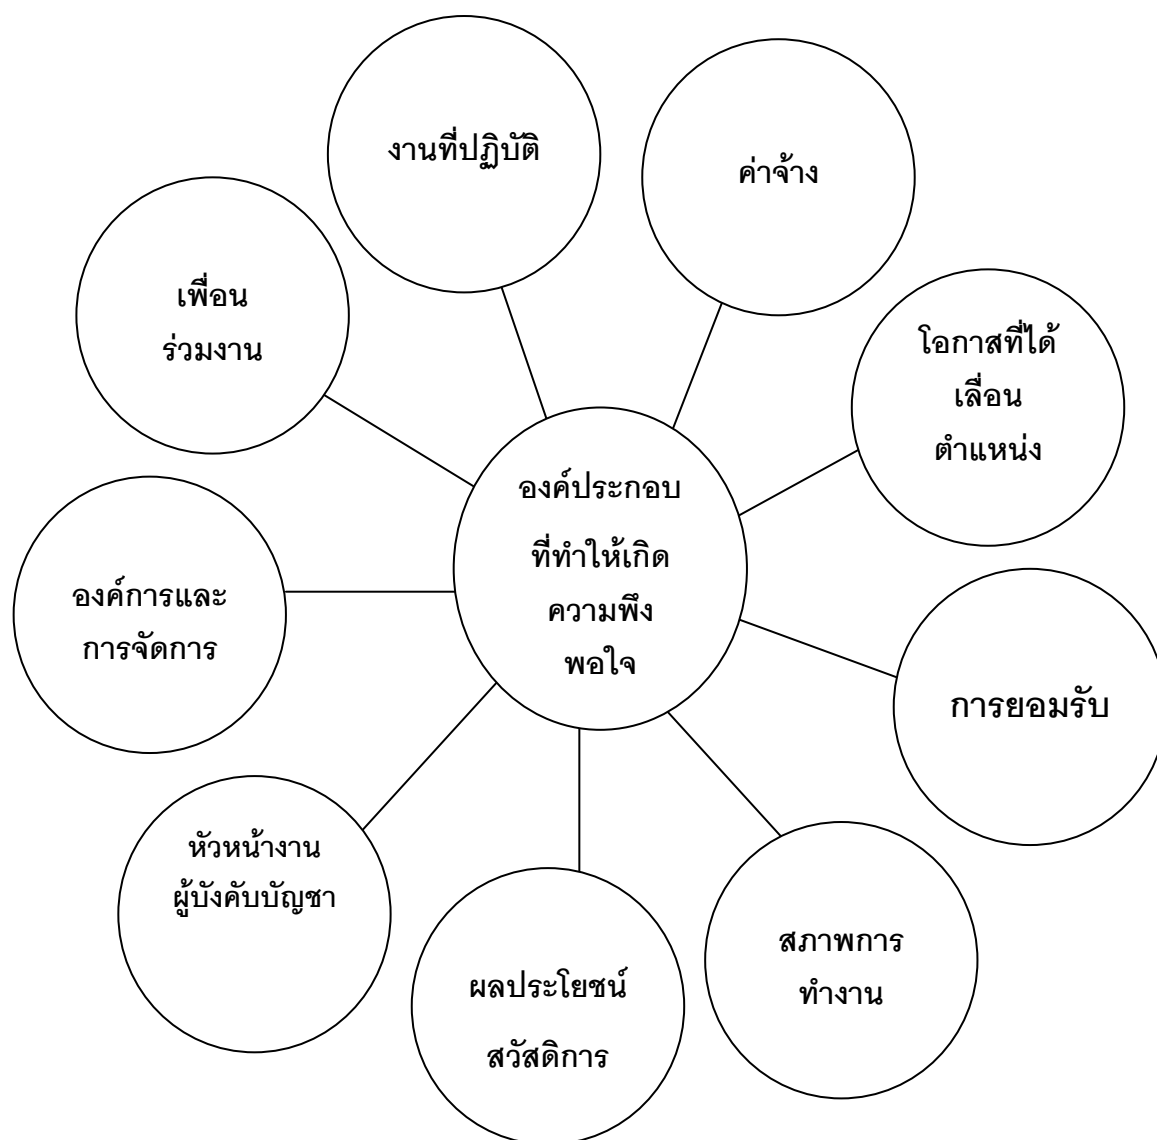 งานที่ปฏิบัติ
ค่าจ้าง
เพื่อน
ร่วมงาน
โอกาสที่ได้
เลื่อน
ตำแหน่ง
องค์ประกอบ
ที่ทำให้เกิด
ความพึง
พอใจ
องค์การและ
การจัดการ
การยอมรับ
หัวหน้างาน
ผู้บังคับบัญชา
สภาพการ
ทำงาน
ผลประโยชน์
สวัสดิการ